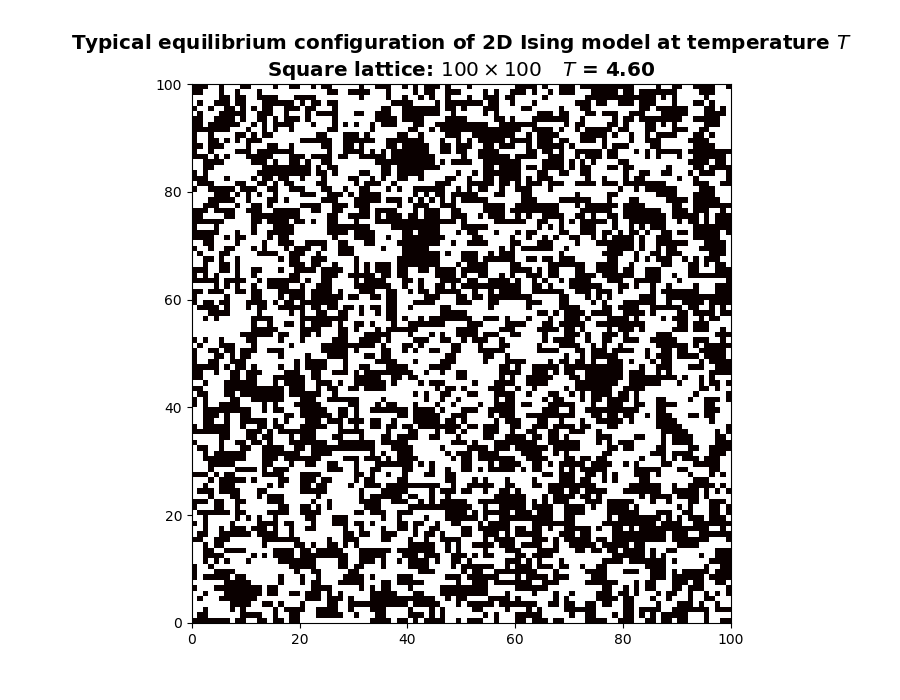 Typical equilibrium configuration of 2D Ising model at temperature T
Square lattice: 100 × 100 T = 4.60
100
80
60
40
20
0
0 20 40 60 80 100